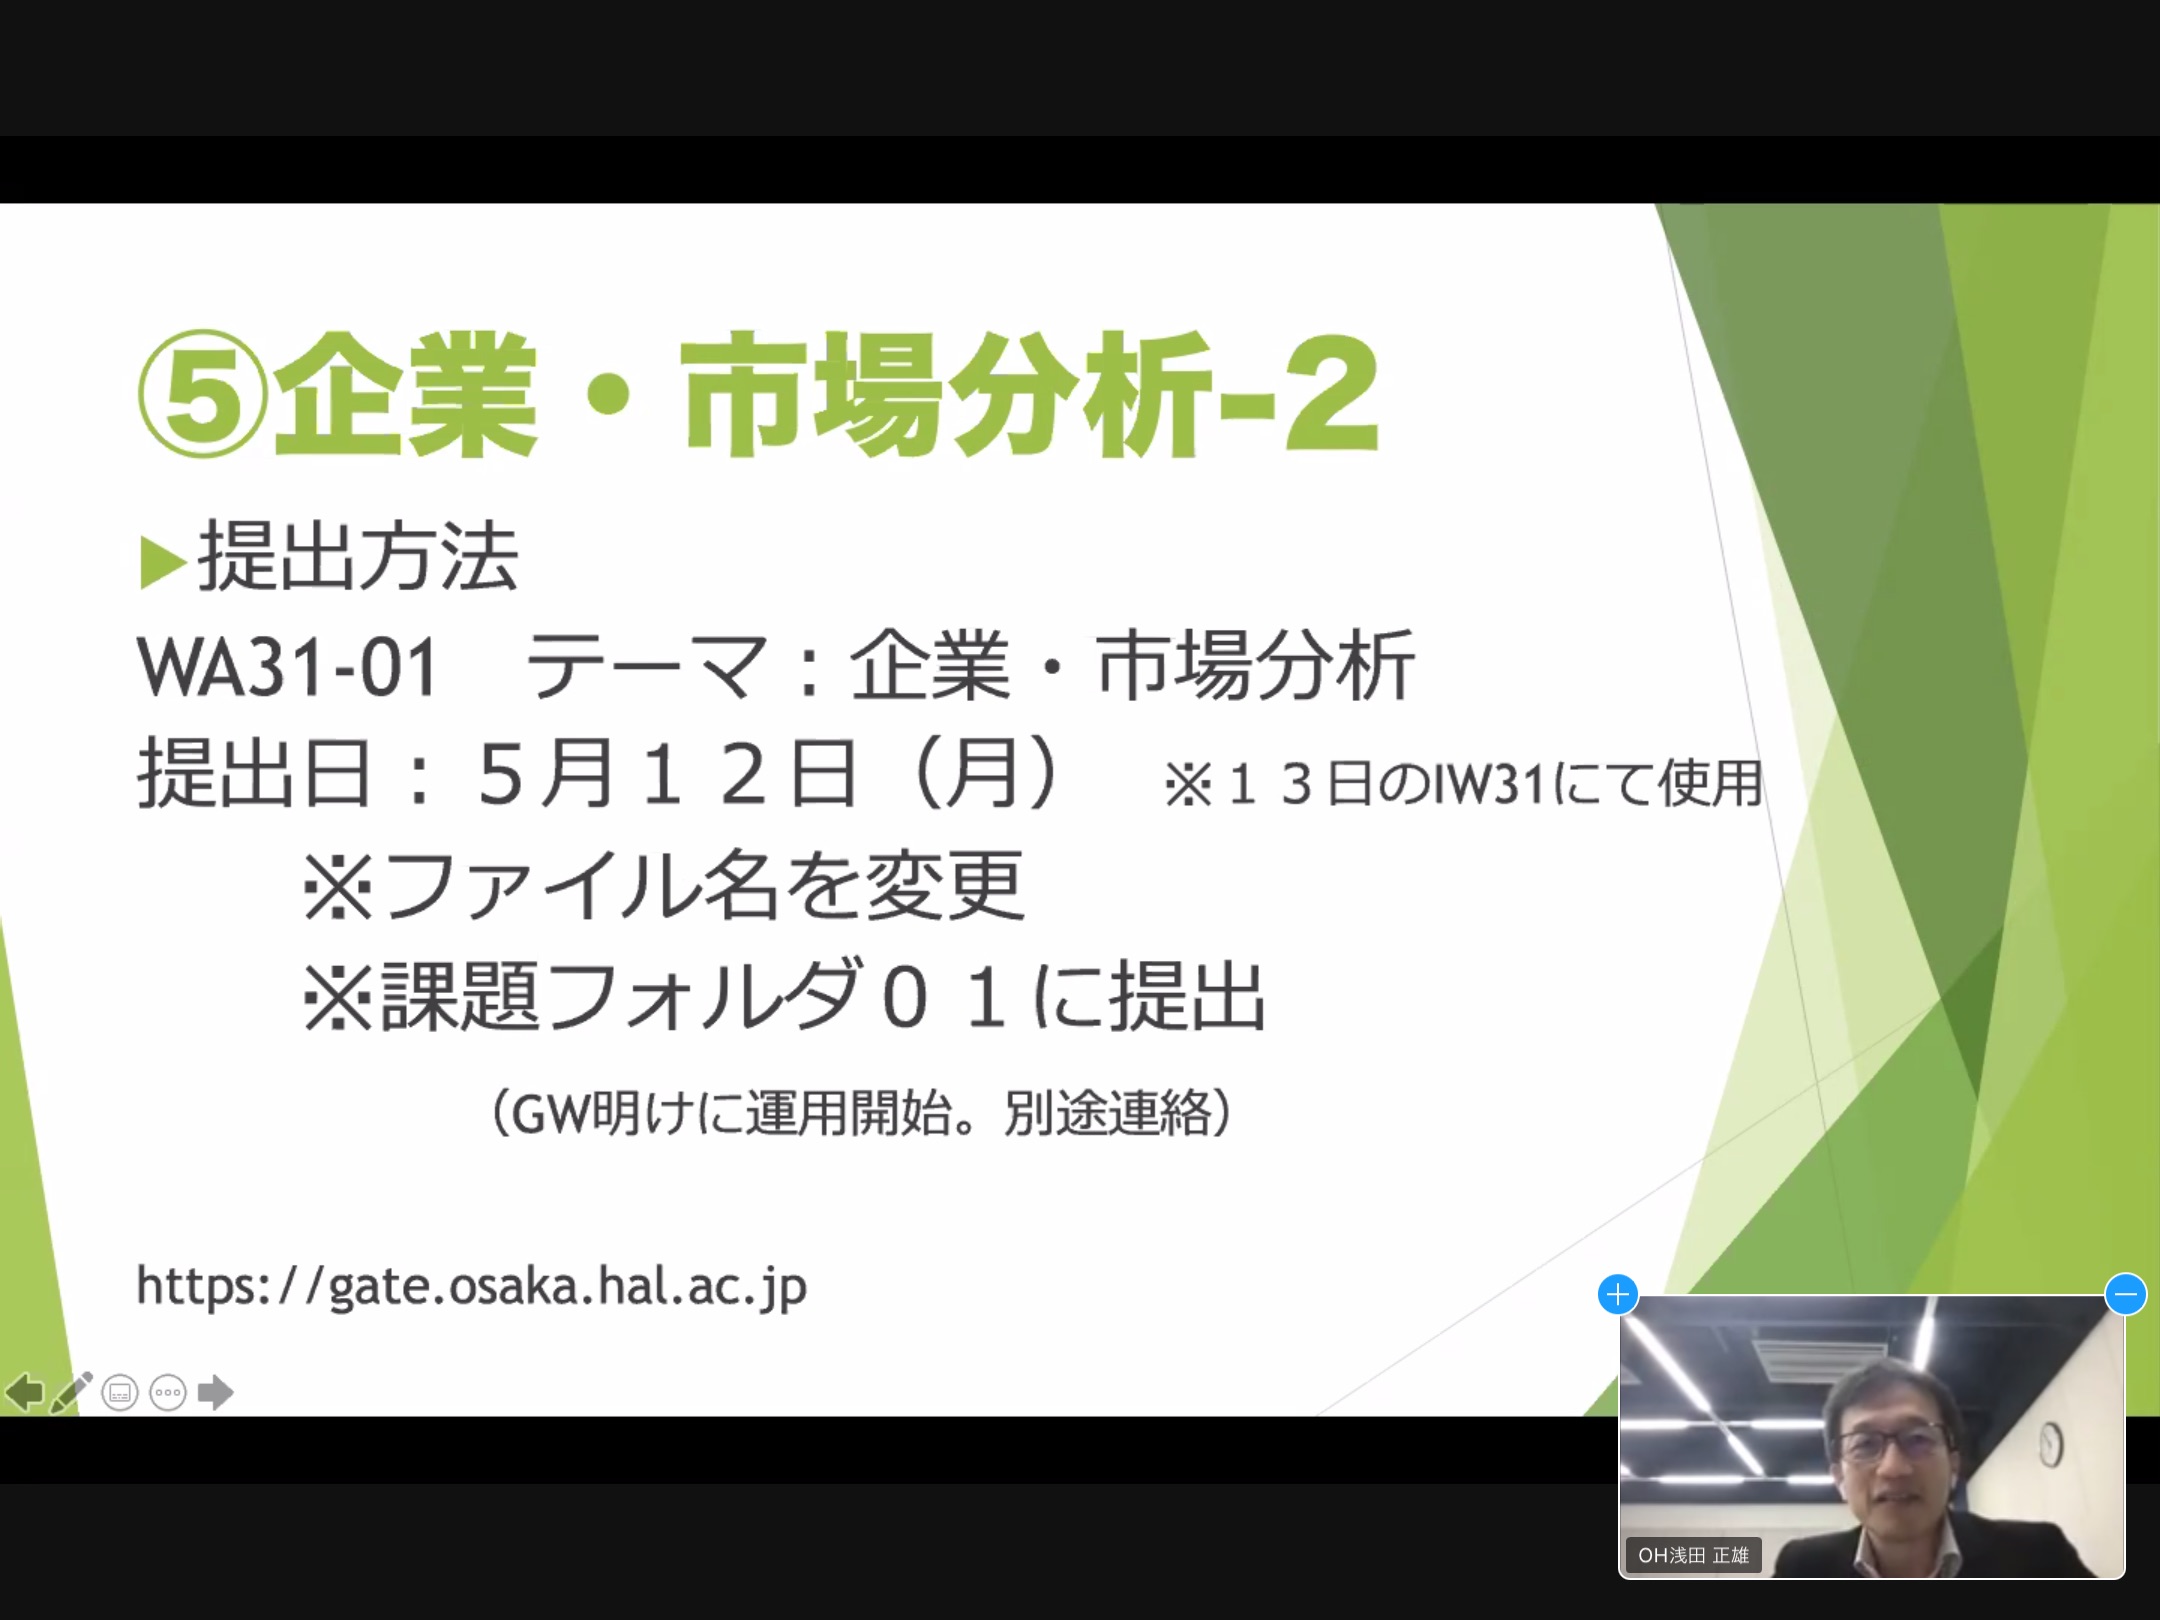 ⑤企業・市場分析-2
▶提出方法
WA31-01　テーマ：企業・市場分析
提出日：５月１２日（月）　※１３日のIW31にて使用
※ファイル名を変更
※課題フォルダ０１に提出
（GW明けに運用開始。別途連絡）
https://gate.osaka.hal.ac.jp
OH浅田 正雄